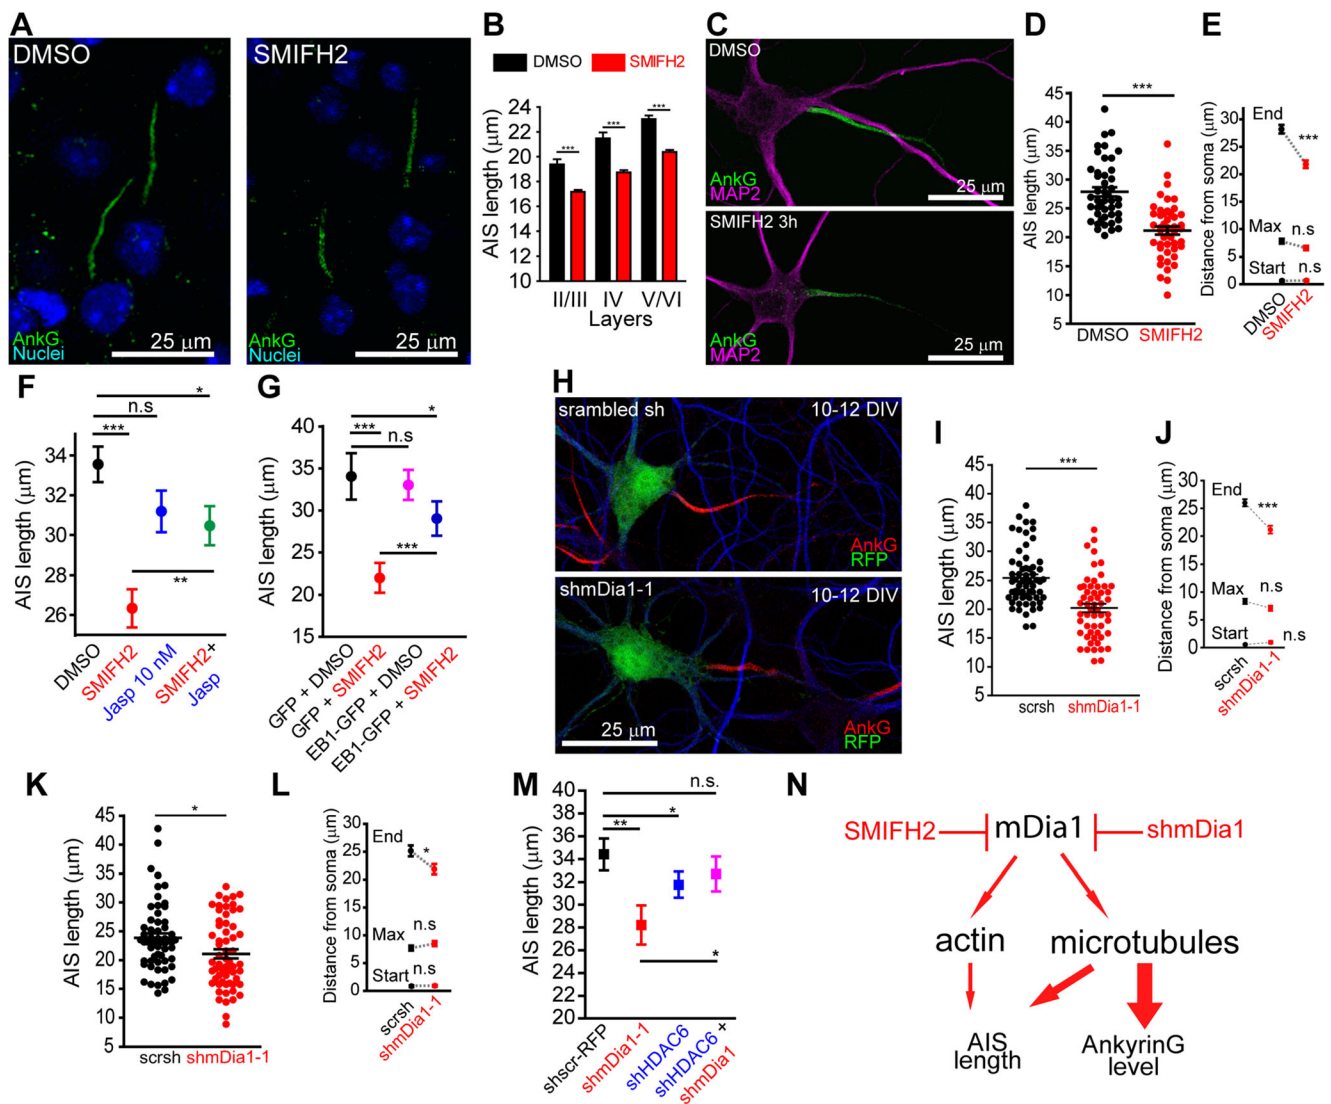 A
DMSO
AnkG
Nuclei
25 μm
SMIFH2
AnkG
Nuclei
25 μm
B
DMSO
SMIFH2
AIS length (μm)
24
22
20
18
16
14
12
10
***
***
***
II/III
IV
V/VI
Layers
C
DMSO
AnkG
MAP2
25 μm
SMIFH2 3h
AnkG
MAP2
25 μm
D
AIS length (μm)
45
40
35
30
25
20
15
10
5
***
DMSO
SMIFH2
E
Distance from soma (μm)
30
25
20
15
10
5
0
End
***
Max
n.s
Start
n.s
DMSO
SMIFH2
F
AIS length (μm)
34
32
30
28
26
*
n.s
***
**
DMSO
SMIFH2
Jasp 10 nM
SMIFH2+
Jasp
G
AIS length (μm)
40
35
30
25
20
15
*
***
n.s
***
GFP + DMSO
GFP + SMIFH2
EB1-GFP + DMSO
EB1-GFP + SMIFH2
H
srambled sh
10-12 DIV
AnkG
RFP
shmDia1-1
10-12 DIV
25 μm
AnkG
RFP
I
AIS length (μm)
45
40
35
30
25
20
15
10
5
***
scrsh
shmDia1-1
J
Distance from soma (μm)
30
25
20
15
10
5
0
End
***
Max
n.s
Start
n.s
scrsh
shmDia1-1
K
AIS length (μm)
45
40
35
30
25
20
15
10
5
*
scrsh
shmDia1-1
L
Distance from soma (μm)
30
25
20
15
10
5
0
End
*
Max
n.s
Start
n.s
scrsh
shmDia1-1
M
AIS length (μm)
40
38
36
34
32
30
28
26
24
22
20
n.s.
*
**
*
shscr-RFP
shmDia1-1
shHDAC6
shHDAC6 +
shmDia1
N
SMIFH2
mDia1
shmDia1
actin
microtubules
AIS
length
AnkyrinG
level